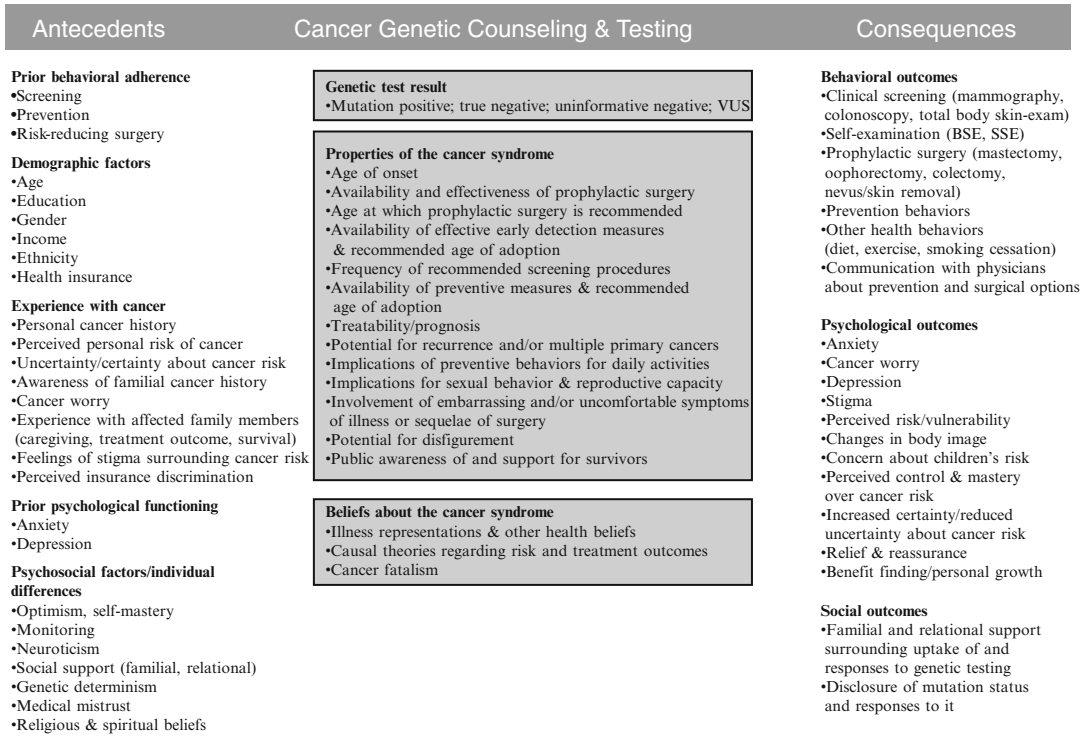 Antecedents
Cancer Genetic Counseling & Testing
Consequences
Prior behavioral adherence
•Screening
•Prevention
•Risk-reducing surgery
Demographic factors
•Age
•Education
•Gender
•Income
•Ethnicity
•Health insurance
Experience with cancer
•Personal cancer history
•Perceived personal risk of cancer
•Uncertainty/certainty about cancer risk
•Awareness of familial cancer history
•Cancer worry
•Experience with affected family members
(caregiving, treatment outcome, survival)
•Feelings of stigma surrounding cancer risk
•Perceived insurance discrimination
Prior psychological functioning
•Anxiety
•Depression
Psychosocial factors/individual
differences
•Optimism, self-mastery
•Monitoring
•Neuroticism
•Social support (familial, relational)
•Genetic determinism
•Medical mistrust
•Religious & spiritual beliefs
Genetic test result
•Mutation positive; true negative; uninformative negative; VUS
Properties of the cancer syndrome
•Age of onset
•Availability and effectiveness of prophylactic surgery
•Age at which prophylactic surgery is recommended
•Availability of effective early detection measures
& recommended age of adoption
•Frequency of recommended screening procedures
•Availability of preventive measures & recommended
age of adoption
•Treatability/prognosis
•Potential for recurrence and/or multiple primary cancers
•Implications of preventive behaviors for daily activities
•Implications for sexual behavior & reproductive capacity
•Involvement of embarrassing and/or uncomfortable symptoms
of illness or sequelae of surgery
•Potential for disfigurement
•Public awareness of and support for survivors
Beliefs about the cancer syndrome
•Illness representations & other health beliefs
•Causal theories regarding risk and treatment outcomes
•Cancer fatalism
Behavioral outcomes
•Clinical screening (mammography,
colonoscopy, total body skin-exam)
•Self-examination (BSE, SSE)
•Prophylactic surgery (mastectomy,
oophorectomy, colectomy,
nevus/skin removal)
•Prevention behaviors
•Other health behaviors
(diet, exercise, smoking cessation)
•Communication with physicians
about prevention and surgical options
Psychological outcomes
•Anxiety
•Cancer worry
•Depression
•Stigma
•Perceived risk/vulnerability
•Changes in body image
•Concern about children's risk
•Perceived control & mastery
over cancer risk
•Increased certainty/reduced
uncertainty about cancer risk
•Relief & reassurance
•Benefit finding/personal growth
Social outcomes
•Familial and relational support
surrounding uptake of and
responses to genetic testing
•Disclosure of mutation status
and responses to it